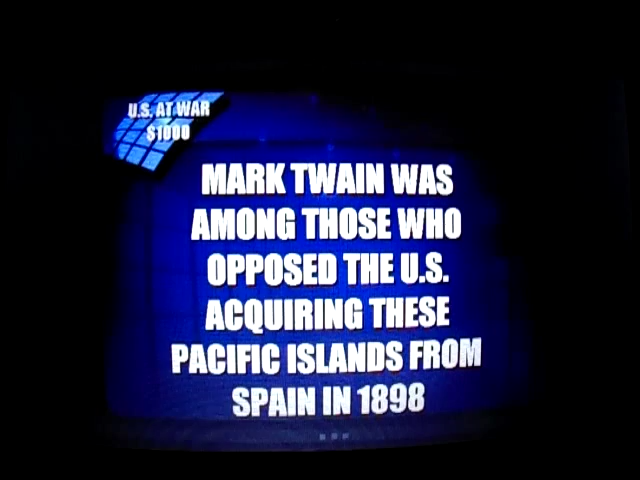 U.S. AT WAR
$1000
MARK TWAIN WAS
AMONG THOSE WHO
OPPOSED THE U.S.
ACQUIRING THESE
PACIFIC ISLANDS FROM
SPAIN IN 1898